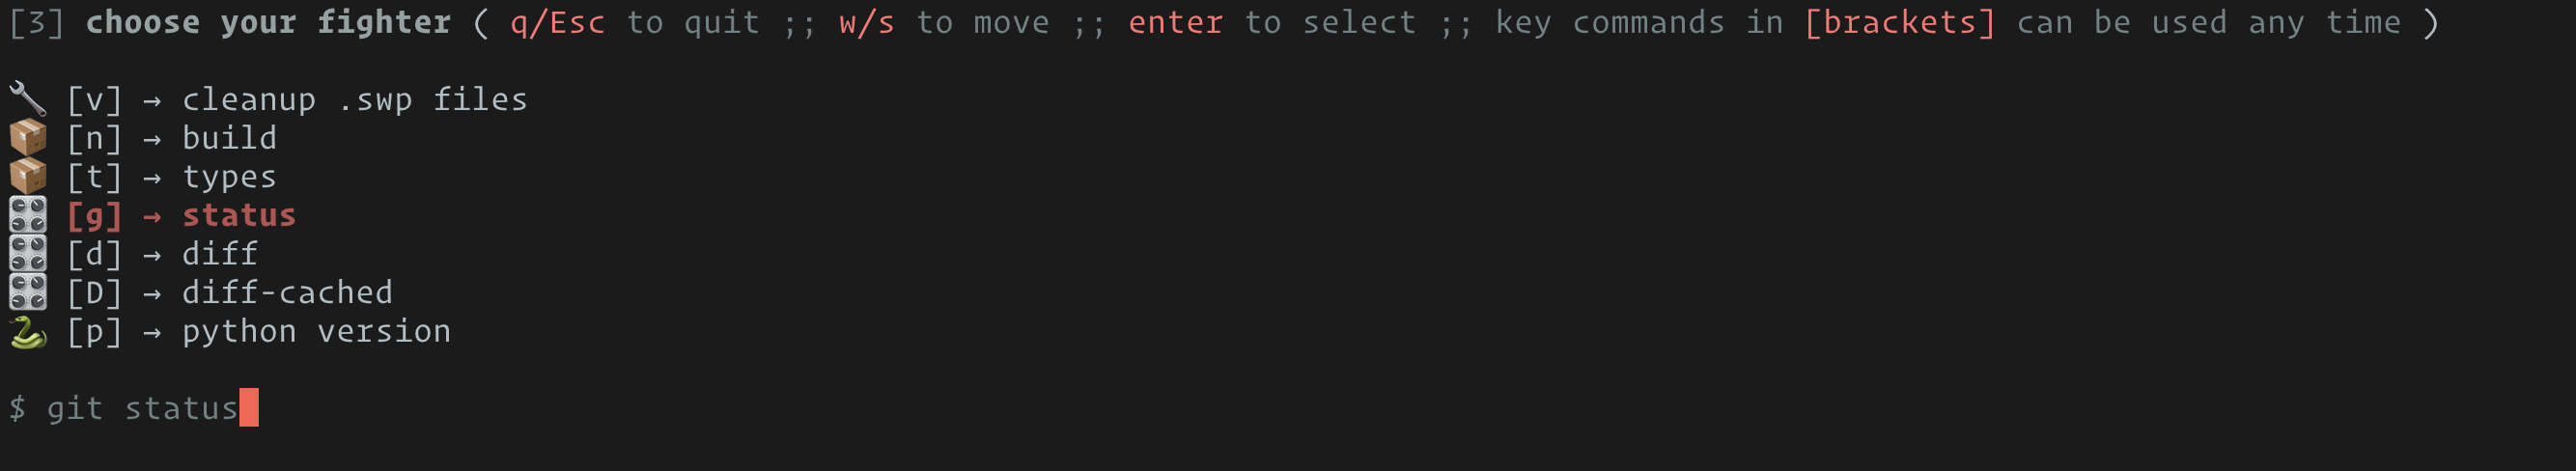 [3] choose your fighter ( q/Esc to quit ;; w/s to move ;; enter to select ;; key commands in [brackets] can be used any time )
🔧 [v] → cleanup .swp files
📦 [n] → build
📦 [t] → types
🎛️ [g] → status
🎛️ [d] → diff
🎛️ [D] → diff-cached
🐍 [p] → python version
$ git status